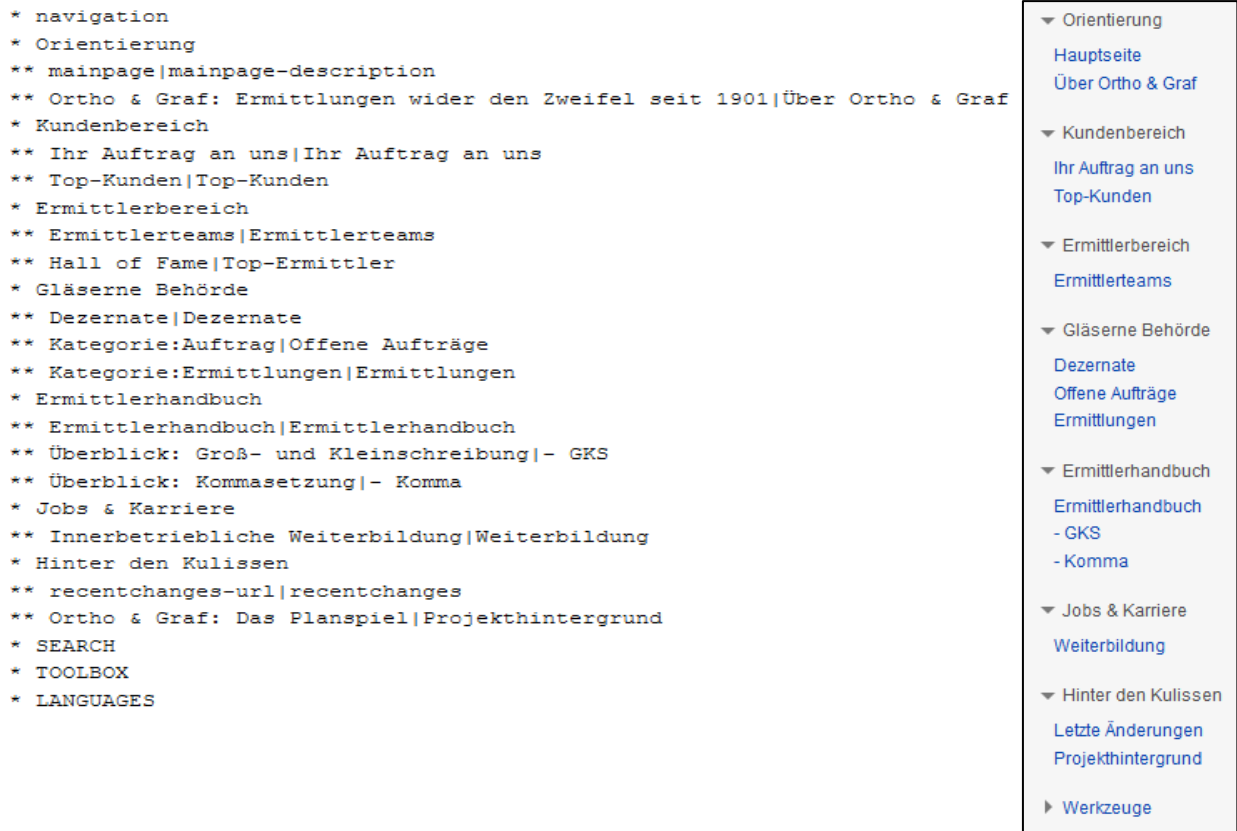 * navigation
* Orientierung
** mainpage|mainpage-description
** Ortho & Graf: Ermittlungen wider den Zweifel seit 1901|Über Ortho & Graf
* Kundenbereich
** Ihr Auftrag an uns|Ihr Auftrag an uns
** Top-Kunden|Top-Kunden
* Ermittlerbereich
** Ermittlerteams|Ermittlerteams
** Hall of Fame|Top-Ermittler
* Gläserne Behörde
** Dezernate|Dezernate
** Kategorie:Auftrag|Offene Aufträge
** Kategorie:Ermittlungen|Ermittlungen
* Ermittlerhandbuch
** Ermittlerhandbuch|Ermittlerhandbuch
** Überblick: Groß- und Kleinschreibung|- GKS
** Überblick: Kommasetzung|- Komma
* Jobs & Karriere
** Innerbetriebliche Weiterbildung|Weiterbildung
* Hinter den Kulissen
** recentchanges-url|recentchanges
** Ortho & Graf: Das Planspiel|Projekthintergrund
* SEARCH
* TOOLBOX
* LANGUAGES
Orientierung
Hauptseite
Über Ortho & Graf
Kundenbereich
Ihr Auftrag an uns
Top-Kunden
Ermittlerbereich
Ermittlerteams
Gläserne Behörde
Dezernate
Offene Aufträge
Ermittlungen
Ermittlerhandbuch
Ermittlerhandbuch
- GKS
- Komma
Jobs & Karriere
Weiterbildung
Hinter den Kulissen
Letzte Änderungen
Projekthintergrund
Werkzeuge